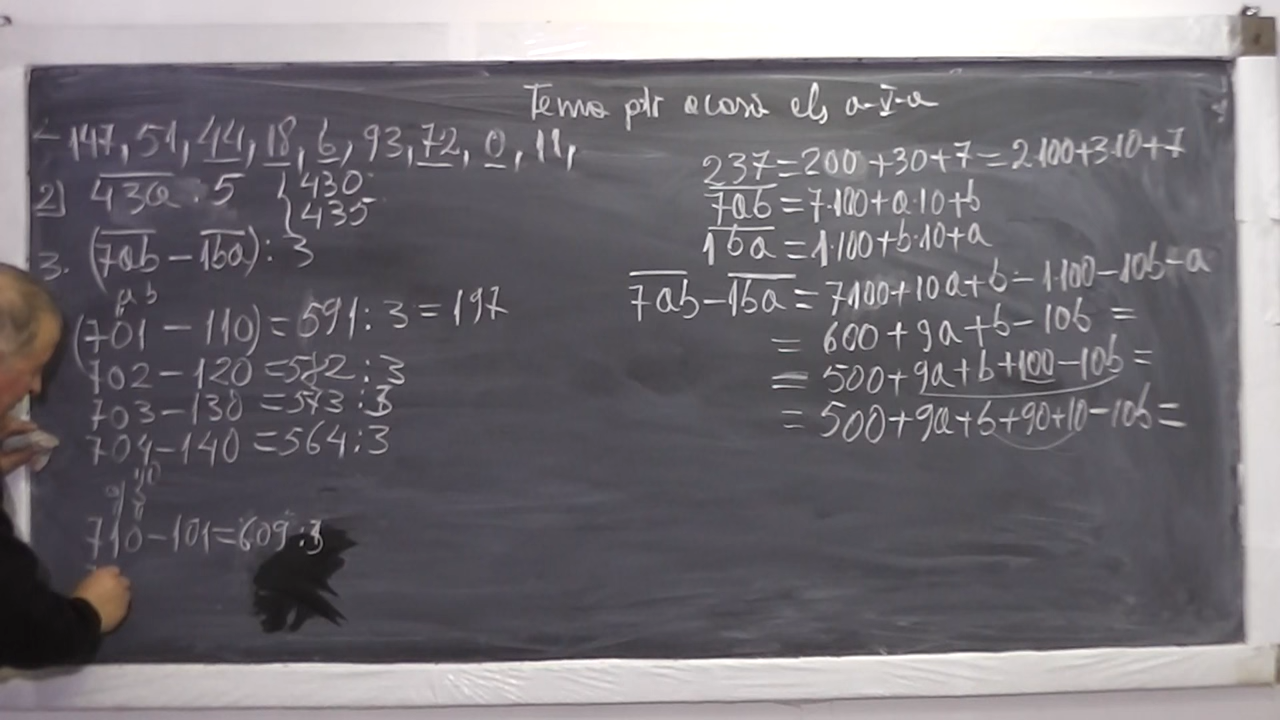 Tema ptr acasă cls a-V-a
147, 51, 44, 18, 6, 93, 72, 0, 11,
2) 430 · 5 { 430
435
3. (7ab - 1ba) : 3
a b
(701 - 110) = 591 : 3 = 197
702 - 120 = 582 : 3
703 - 130 = 573 : 3
704 - 140 = 564 : 3
710 - 101 = 609 : 3
237 = 200 + 30 + 7 = 2·100 + 3·10 + 7
7ab = 7·100 + a·10 + b
1ba = 1·100 + b·10 + a
7ab - 1ba = 7·100 + 10a + b - 1·100 - 10b - a
= 600 + 9a + b - 10b =
= 500 + 9a + b + 100 - 10b =
= 500 + 9a + b + 90 + 10 - 10b =